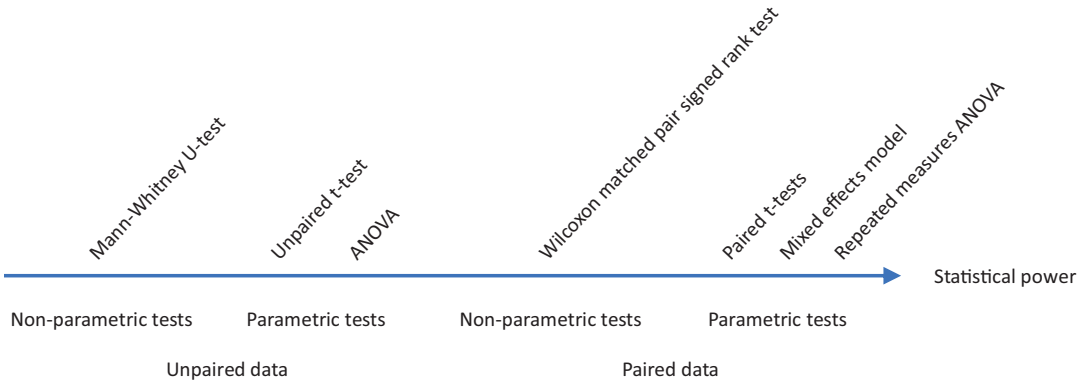 Mann-Whitney U-test
Unpaired t-test
ANOVA
Wilcoxon matched pair signed rank test
Paired t-tests
Mixed effects model
Repeated measures ANOVA
Statistical power
Non-parametric tests
Parametric tests
Non-parametric tests
Parametric tests
Unpaired data
Paired data